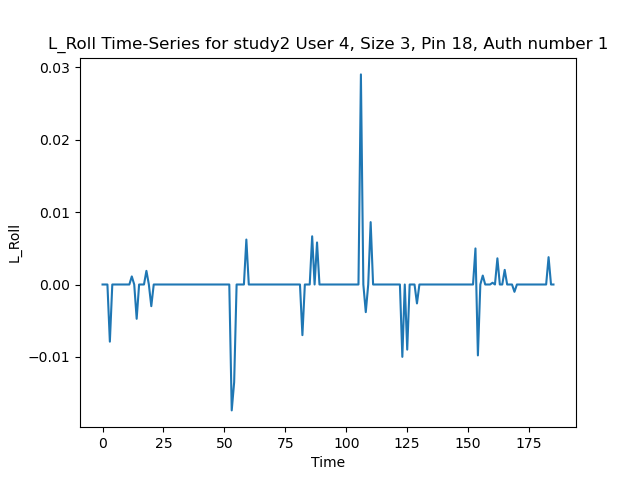 L_Roll Time-Series for study2 User 4, Size 3, Pin 18, Auth number 1
0.03
0.02
0.01
0.00
−0.01
L_Roll
0 25 50 75 100 125 150 175
Time